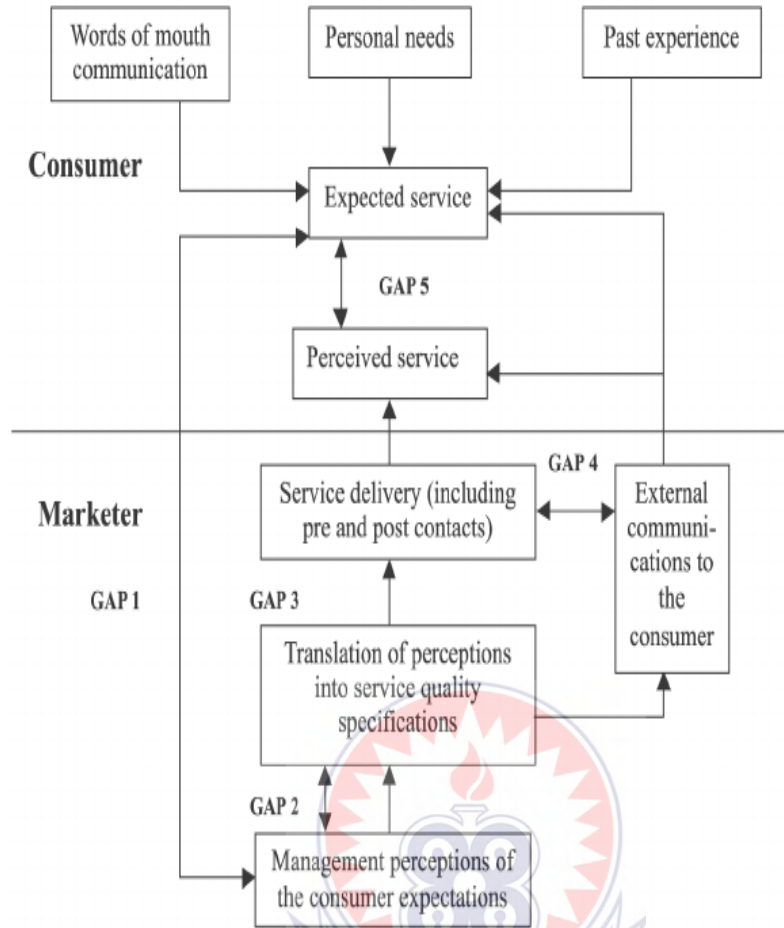 Words of mouth
communication
Personal needs
Past experience
Consumer
Expected service
GAP 5
Perceived service
GAP 4
Marketer
Service delivery (including
pre and post contacts)
External
communi-
cations to
the
consumer
GAP 1
GAP 3
Translation of perceptions
into service quality
specifications
GAP 2
Management perceptions of
the consumer expectations